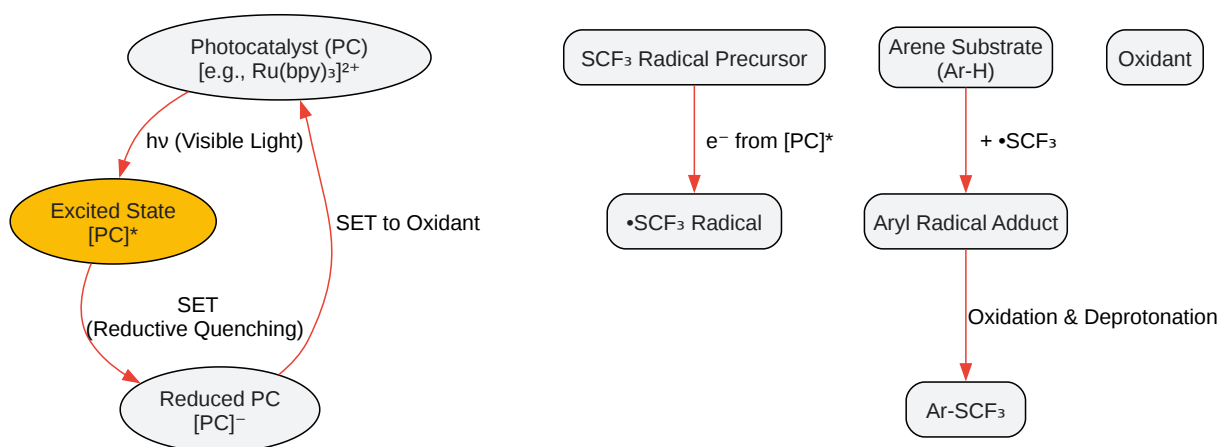 Photocatalyst (PC)
[e.g., Ru(bpy)₃]²⁺
hν (Visible Light)
Excited State
[PC]*
SET
(Reductive Quenching)
SET to Oxidant
Reduced PC
[PC]⁻
SCF₃ Radical Precursor
e⁻ from [PC]*
•SCF₃ Radical
Arene Substrate
(Ar-H)
+ •SCF₃
Aryl Radical Adduct
Oxidation & Deprotonation
Ar-SCF₃
Oxidant